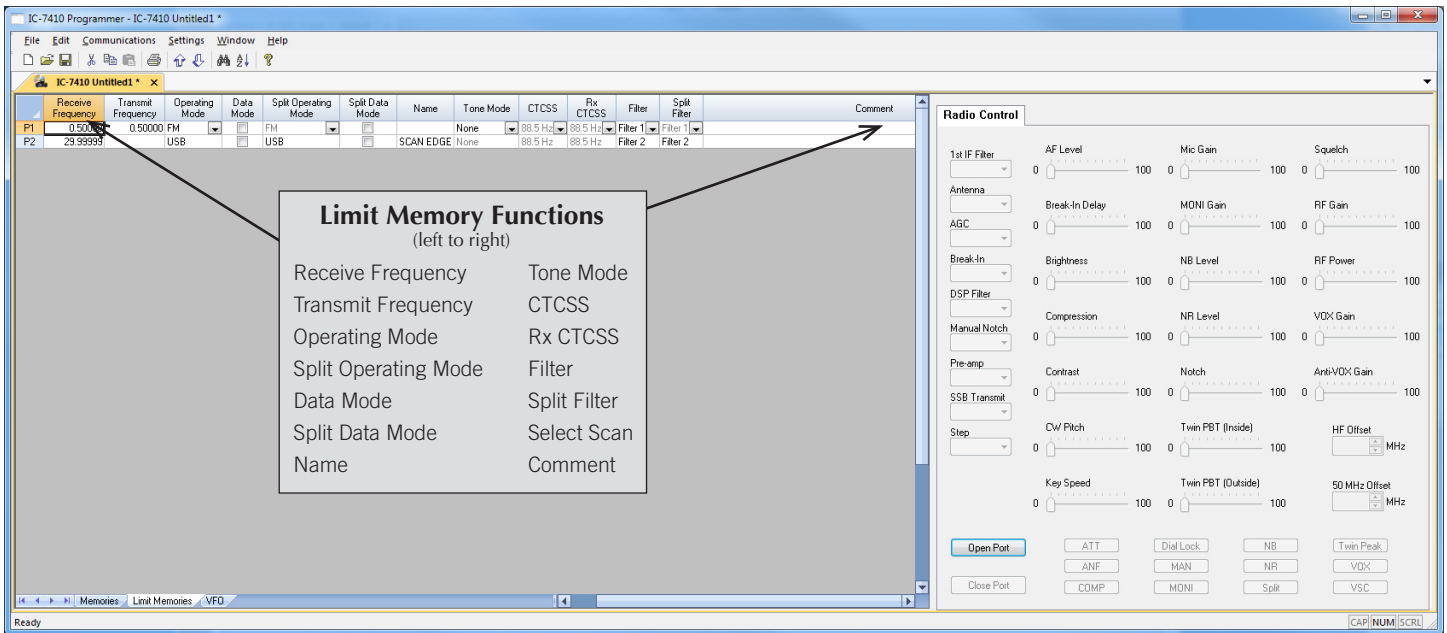 IC-7410 Programmer - IC-7410 Untitled1 *
File Edit Communications Settings Window Help
IC-7410 Untitled1 * X
Receive Frequency Transmit Frequency Operating Mode Data Mode Split Operating Mode Split Data Mode Name Tone Mode CTCSS Rx CTCSS Filter Split Filter Comment
P1 0.50000 0.50000 FM FM None 88.5 Hz 88.5 Hz Filter 1 Filter 1
P2 29.99999 USB USB SCAN EDGE None 88.5 Hz 88.5 Hz Filter 2 Filter 2
Limit Memory Functions
(left to right)
Receive Frequency
Transmit Frequency
Operating Mode
Split Operating Mode
Data Mode
Split Data Mode
Name
Tone Mode
CTCSS
Rx CTCSS
Filter
Split Filter
Select Scan
Comment
Memories Limit Memories VFO
Ready
Radio Control
1st IF Filter
Antenna
AGC
Break-In
DSP Filter
Manual Notch
Pre-amp
SSB Transmit
Step
AF Level Mic Gain Squelch
0 100 0 100 0 100
Break-In Delay MONI Gain RF Gain
0 100 0 100 0 100
Brightness NB Level RF Power
0 100 0 100 0 100
Compression NR Level VOX Gain
0 100 0 100 0 100
Contrast Notch Anti-VOX Gain
0 100 0 100 0 100
CW Pitch Twin PBT (Inside) HF Offset
0 100 0 100 MHz
Key Speed Twin PBT (Outside) 50 MHz Offset
0 100 0 100 MHz
Open Port ATT Dial Lock NB Twin Peak
ANF MAN NR VOX
Close Port COMP MONI Split VSC
CAP NUM SCRL